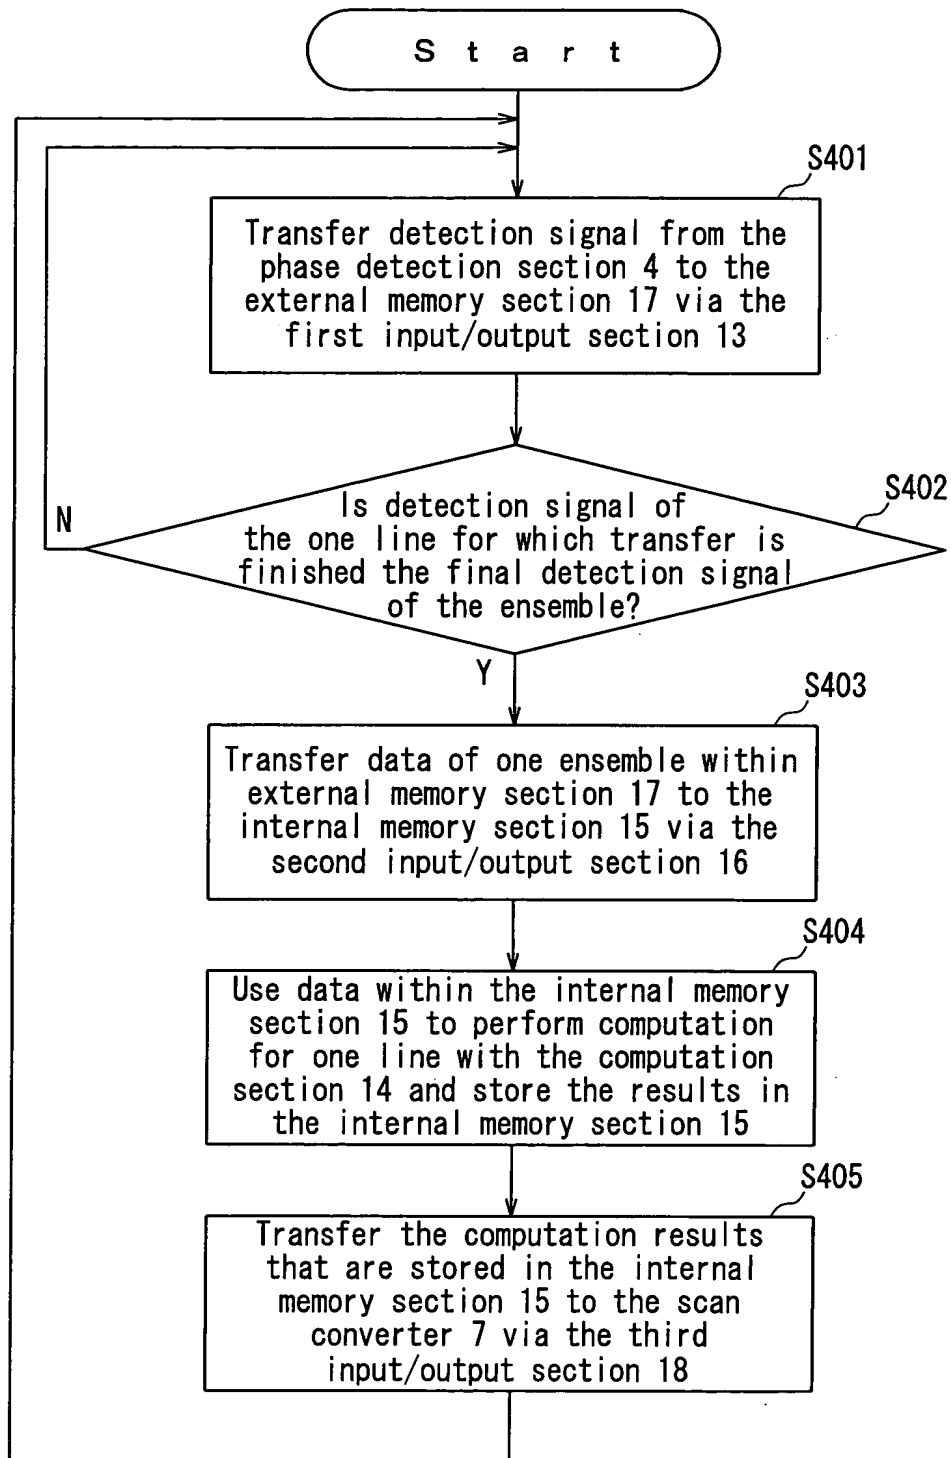 Start
S401
Transfer detection signal from the
phase detection section 4 to the
external memory section 17 via the
first input/output section 13
S402
Is detection signal of
the one line for which transfer is
finished the final detection signal
of the ensemble?
N
Y
S403
Transfer data of one ensemble within
external memory section 17 to the
internal memory section 15 via the
second input/output section 16
S404
Use data within the internal memory
section 15 to perform computation
for one line with the computation
section 14 and store the results in
the internal memory section 15
S405
Transfer the computation results
that are stored in the internal
memory section 15 to the scan
converter 7 via the third
input/output section 18